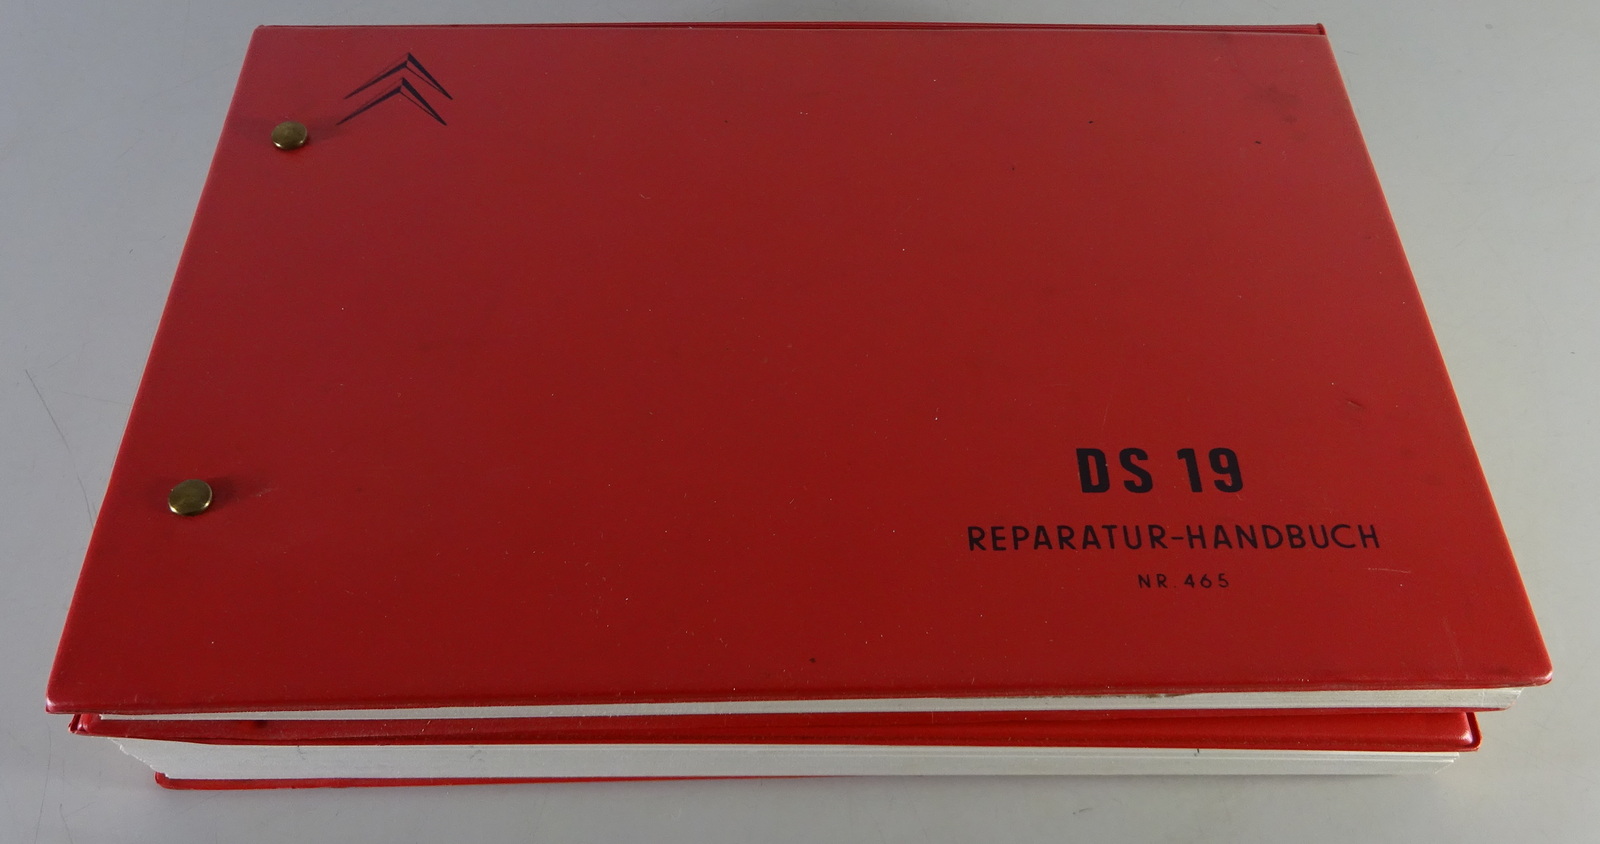 DS 19
REPARATUR-HANDBUCH
NR. 465